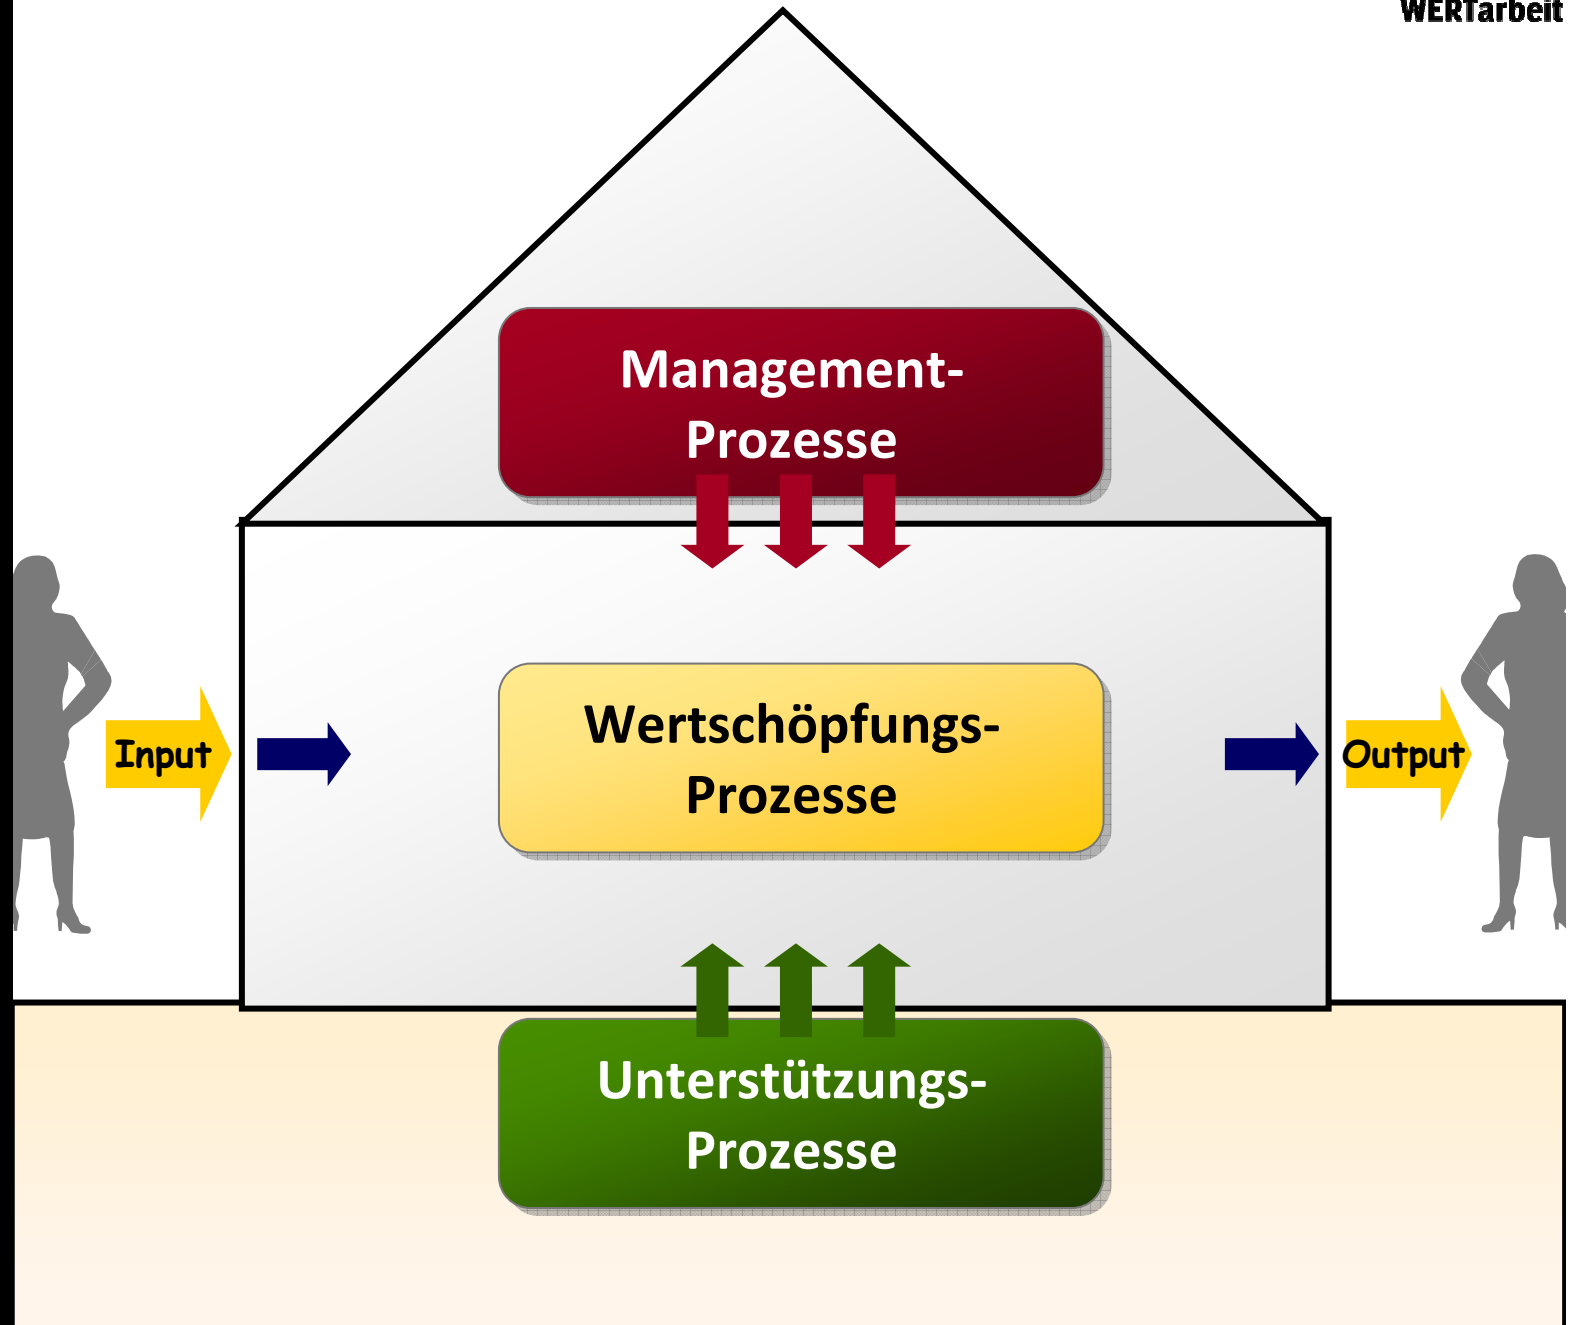 WERTarbeit
Management-
Prozesse
Wertschöpfungs-
Prozesse
Input
Output
Unterstützungs-
Prozesse